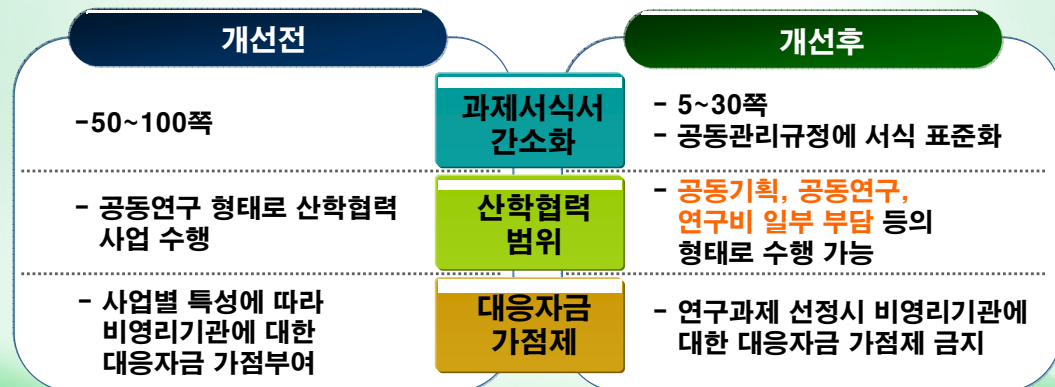 개선전
개선후
-50~100쪽
과제서식서
간소화
- 5~30쪽
- 공동관리규정에 서식 표준화
- 공동연구 형태로 산학협력
사업 수행
산학협력
범위
- 공동기획, 공동연구,
연구비 일부 부담 등의
형태로 수행 가능
- 사업별 특성에 따라
비영리기관에 대한
대응자금 가점부여
대응자금
가점제
- 연구과제 선정시 비영리기관에
대한 대응자금 가점제 금지